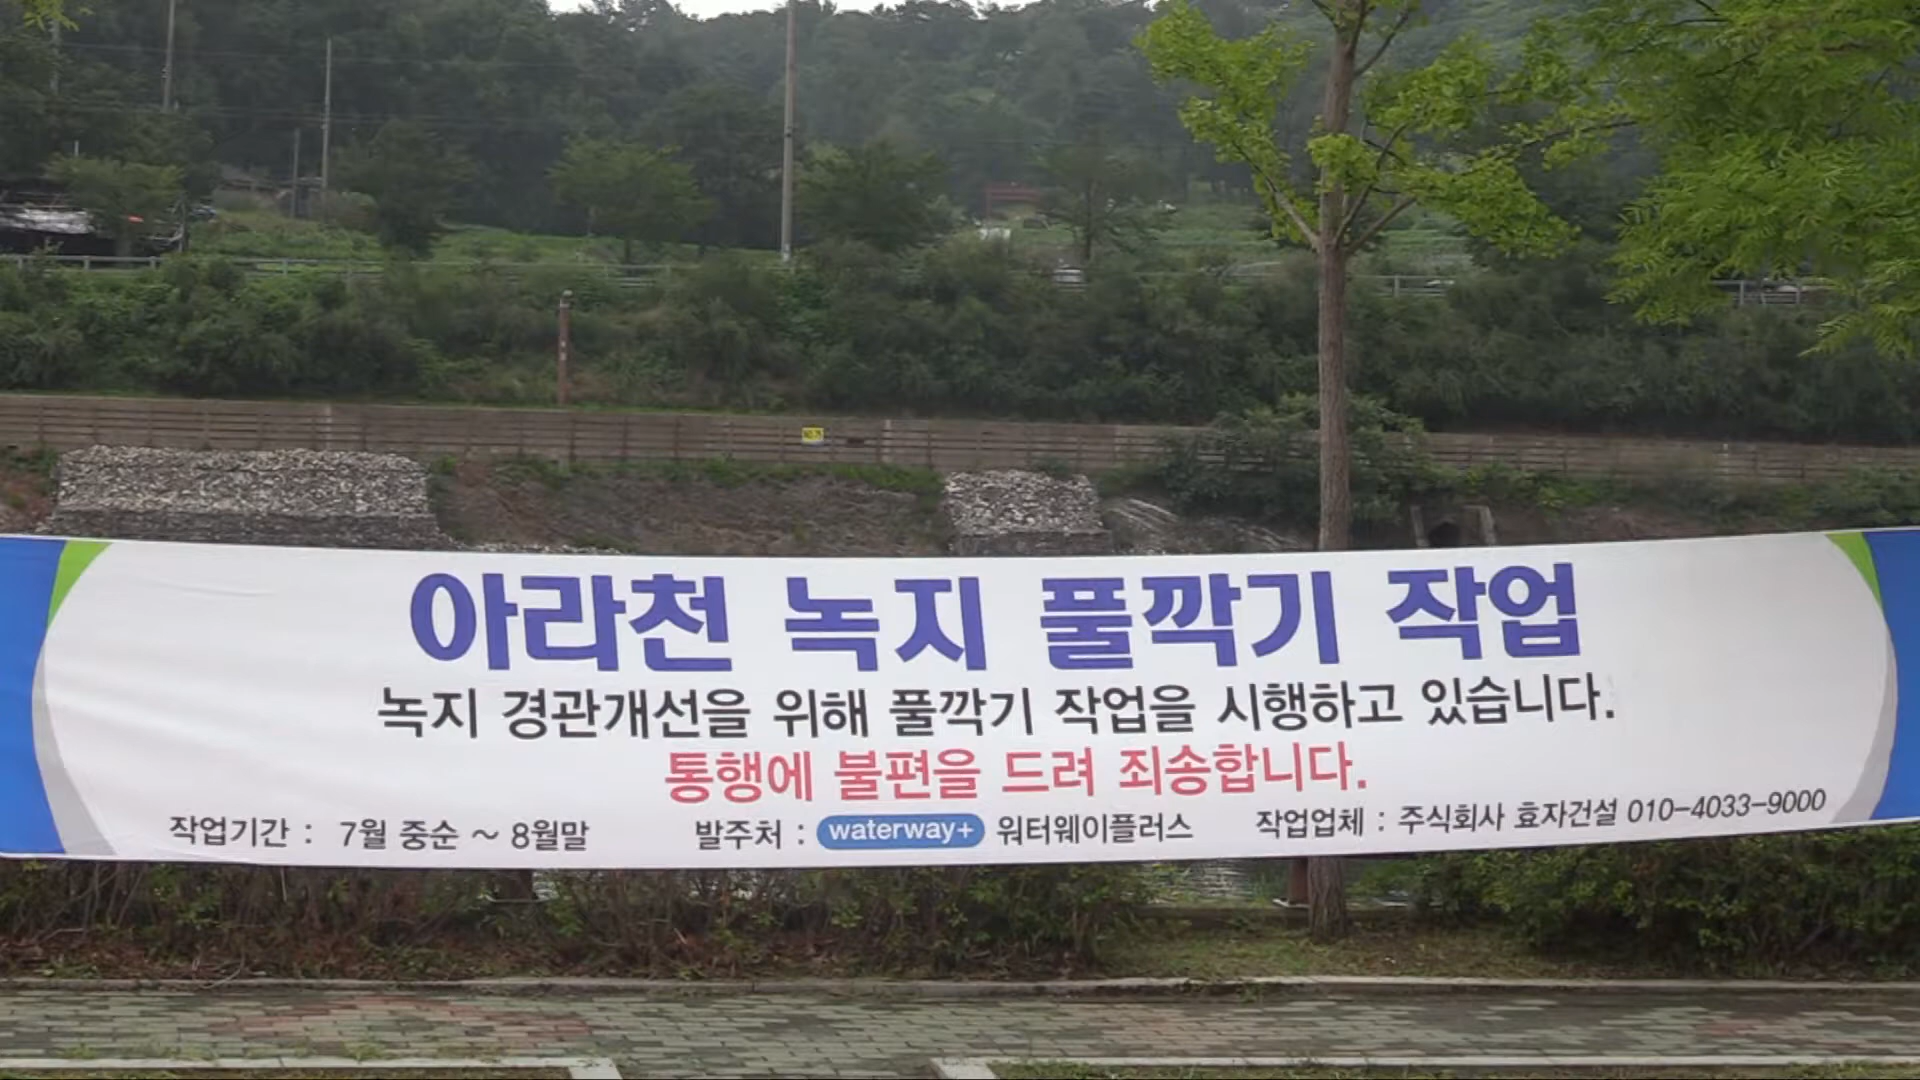 아라천 녹지 풀깍기 작업
녹지 경관개선을 위해 풀깍기 작업을 시행하고 있습니다.
통행에 불편을 드려 죄송합니다.
작업기간 : 7월 중순 ~ 8월말 발주처 : waterway+ 워터웨이플러스 작업업체 : 주식회사 효자건설 010-4033-9000